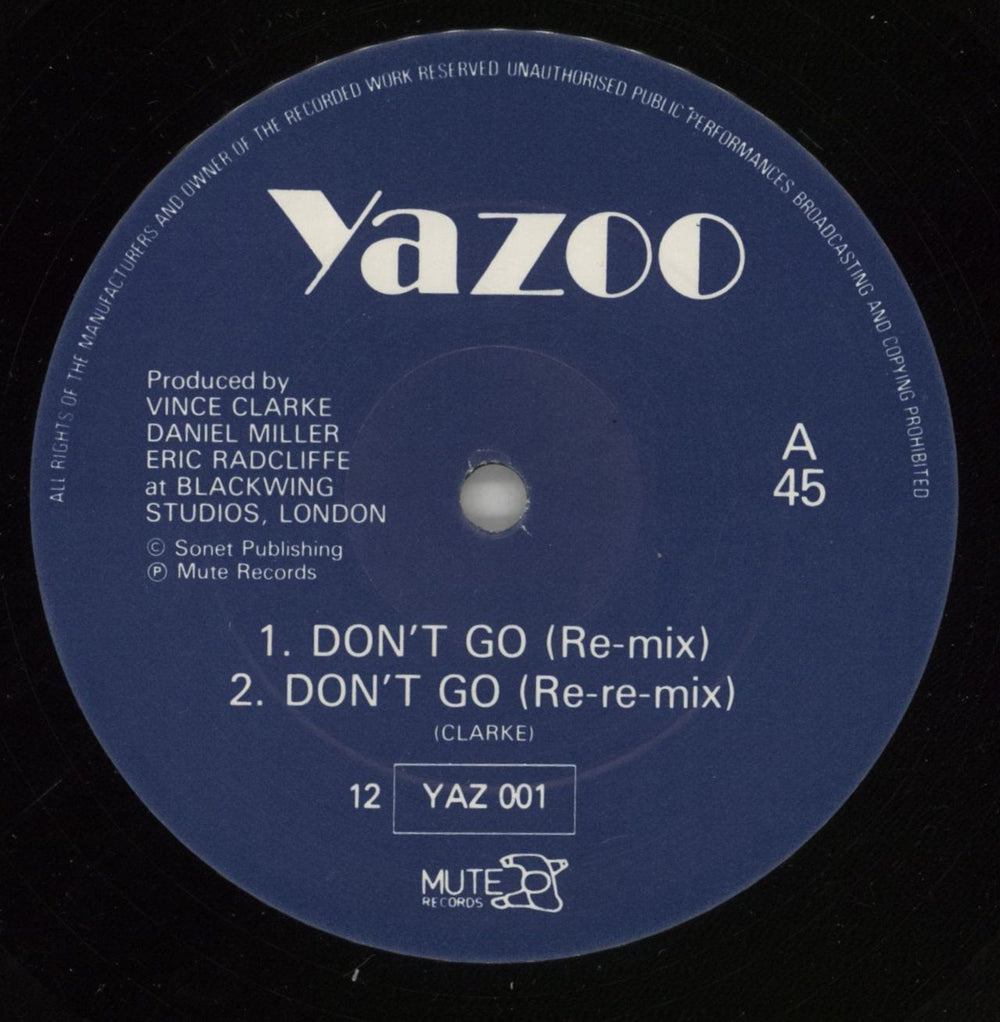 ALL RIGHTS OF THE MANUFACTURERS AND OWNER OF THE RECORDED WORK RESERVED UNAUTHORISED PUBLIC PERFORMANCES BROADCASTING AND COPYING PROHIBITED
Yazoo
Produced by
VINCE CLARKE
DANIEL MILLER
ERIC RADCLIFFE
at BLACKWING
STUDIOS, LONDON
© Sonet Publishing
℗ Mute Records
A
45
1. DON'T GO (Re-mix)
2. DON'T GO (Re-re-mix)
(CLARKE)
12 YAZ 001
MUTE
RECORDS